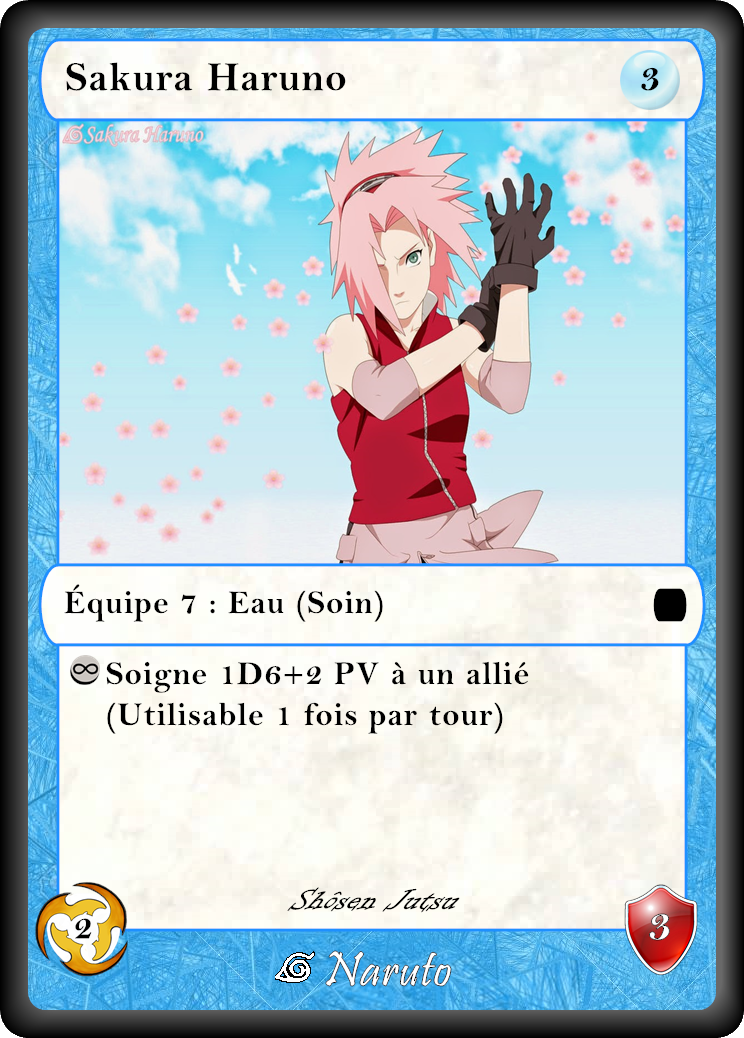 Sakura Haruno
3
Sakura Haruno
Équipe 7 : Eau (Soin)
∞ Soigne 1D6+2 PV à un allié
(Utilisable 1 fois par tour)
Shôsen Jutsu
2
3
Naruto